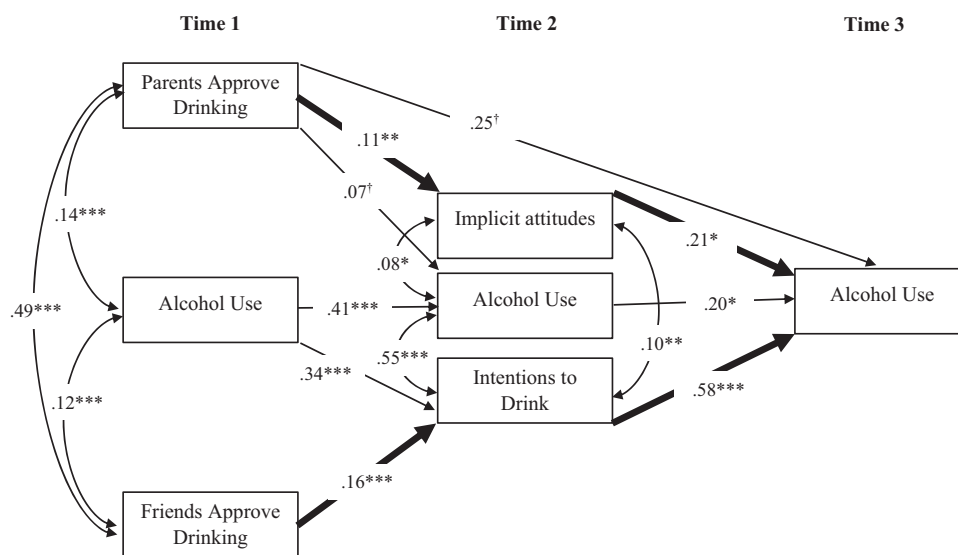 Time 1
Time 2
Time 3
Parents Approve
Drinking
.25†
.11**
.07†
Implicit attitudes
.14***
.21*
.08*
Alcohol Use
.41***
Alcohol Use
.20*
Alcohol Use
.49***
.10**
.55***
.34***
Intentions to
Drink
.58***
.12***
.16***
Friends Approve
Drinking